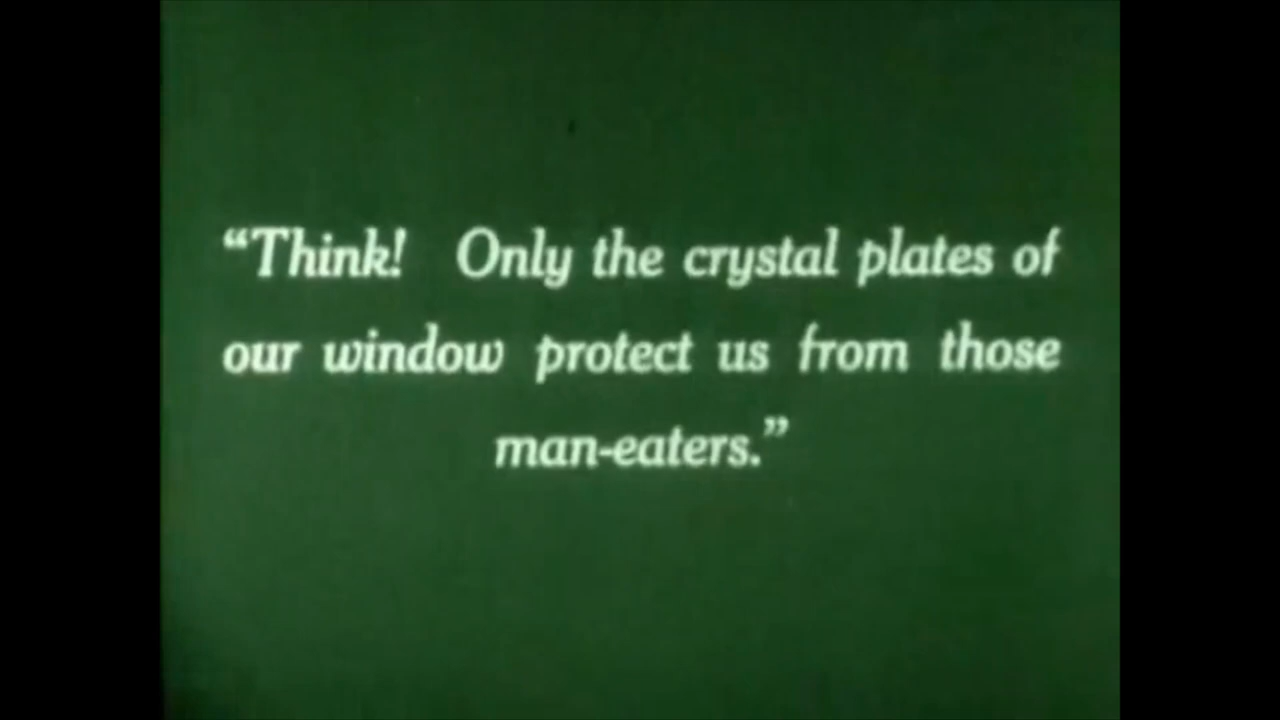 “Think! Only the crystal plates of
our window protect us from those
man-eaters.”